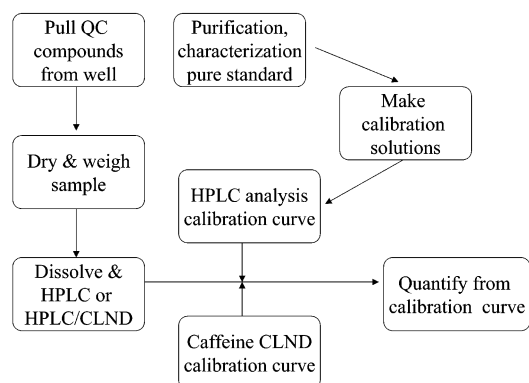 Pull QC
compounds
from well
Purification,
characterization
pure standard
Make
calibration
solutions
Dry & weigh
sample
HPLC analysis
calibration curve
Dissolve &
HPLC or
HPLC/CLND
Quantify from
calibration curve
Caffeine CLND
calibration curve